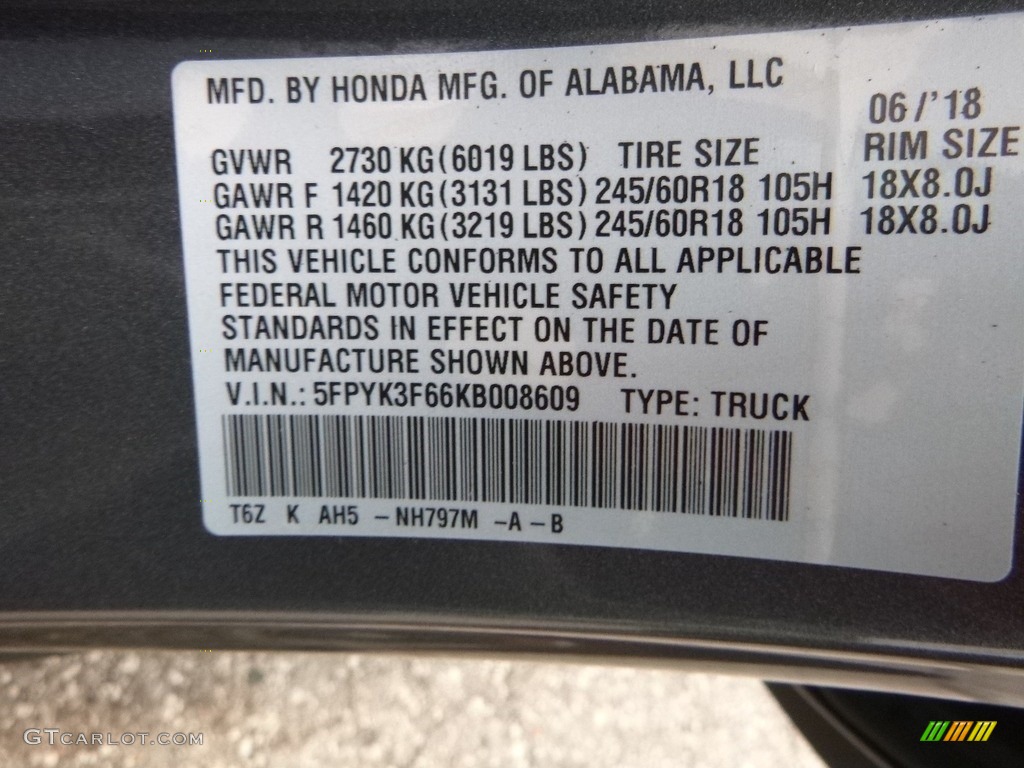 MFD. BY HONDA MFG. OF ALABAMA, LLC
06/'18
GVWR 2730 KG(6019 LBS) TIRE SIZE RIM SIZE
GAWR F 1420 KG(3131 LBS) 245/60R18 105H 18X8.0J
GAWR R 1460 KG(3219 LBS) 245/60R18 105H 18X8.0J
THIS VEHICLE CONFORMS TO ALL APPLICABLE
FEDERAL MOTOR VEHICLE SAFETY
STANDARDS IN EFFECT ON THE DATE OF
MANUFACTURE SHOWN ABOVE.
V.I.N.: 5FPYK3F66KB008609 TYPE: TRUCK
T6Z K AH5 -NH797M -A-B
GTCARLOT.COM